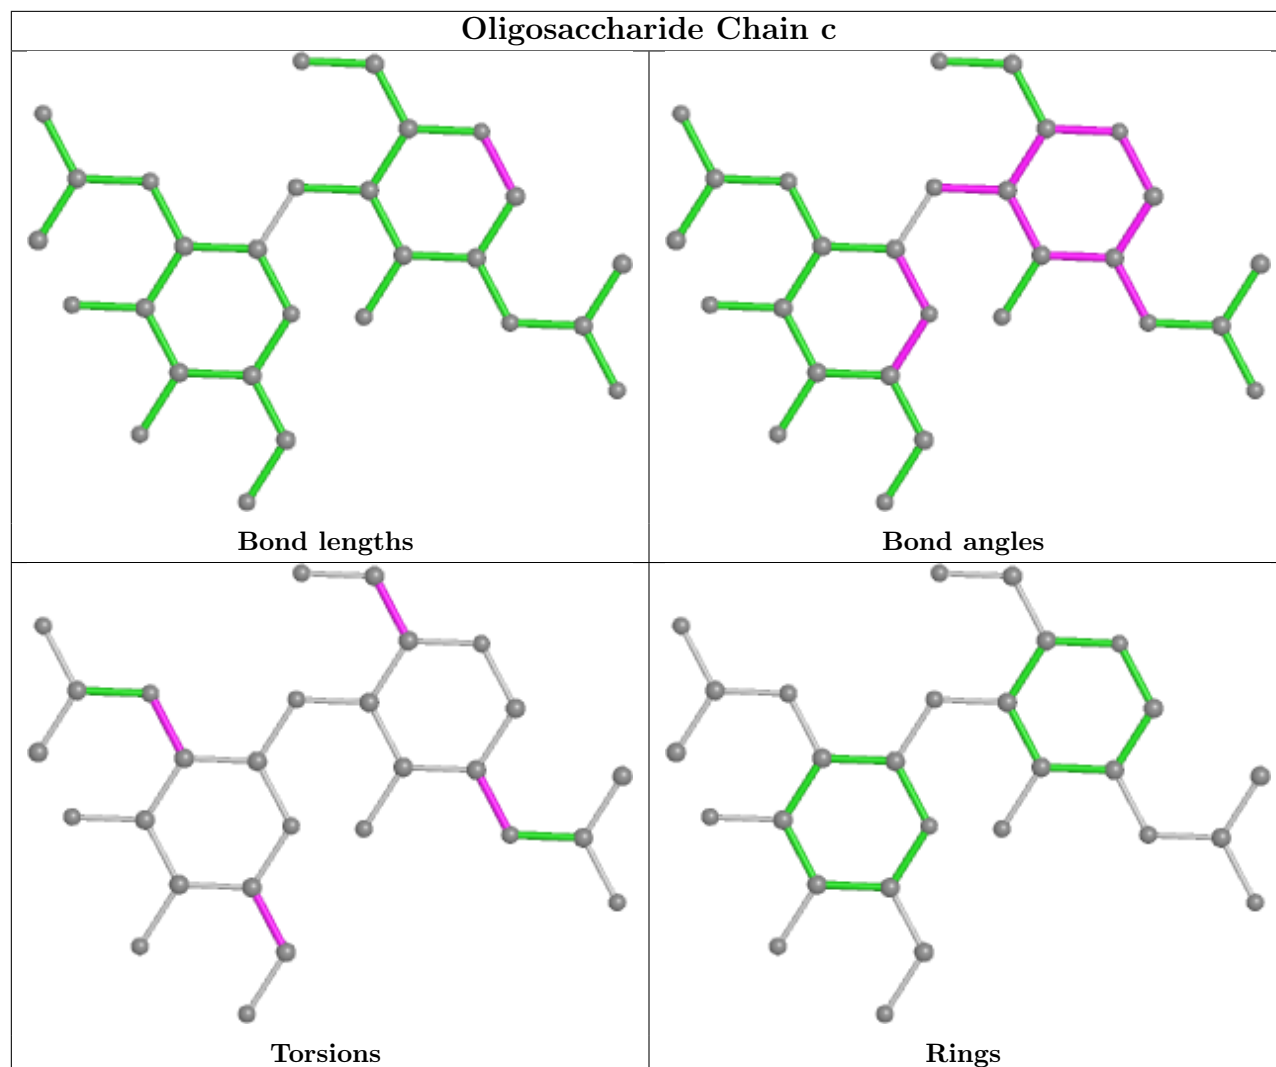 Oligosaccharide Chain c
Bond lengths
Bond angles
Torsions
Rings